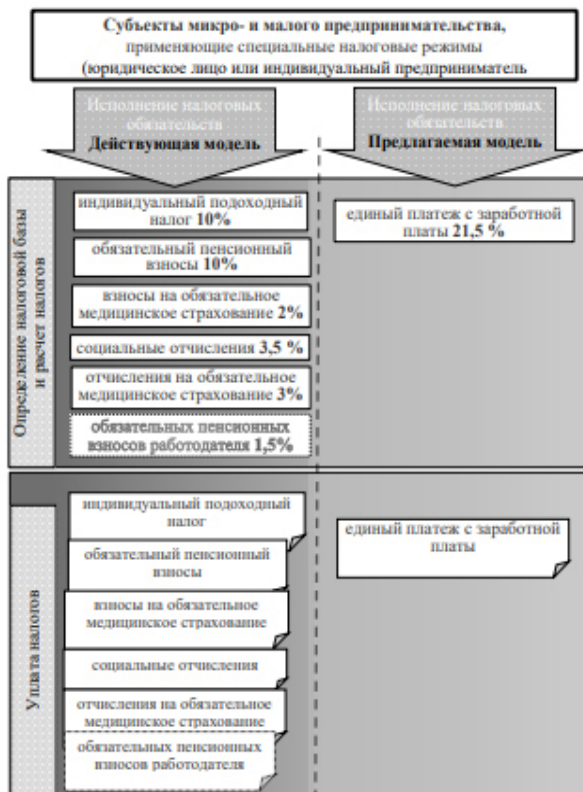 Субъекты микро- и малого предпринимательства,
применяющие специальные налоговые режимы
(юридическое лицо или индивидуальный предприниматель
Исполнение налоговых
обязательств
Действующая модель
Исполнение налоговых
обязательств
Предлагаемая модель
Определение налоговой базы
и расчет налогов
индивидуальный подоходный
налог 10%
обязательный пенсионный
взносы 10%
взносы на обязательное
медицинское страхование 2%
социальные отчисления 3,5 %
отчисления на обязательное
медицинское страхование 3%
обязательных пенсионных
взносов работодателя 1,5%
единый платеж с заработной
платы 21,5 %
Уплата налогов
индивидуальный подоходный
налог
обязательный пенсионный
взносы
взносы на обязательное
медицинское страхование
социальные отчисления
отчисления на обязательное
медицинское страхование
обязательных пенсионных
взносов работодателя
единый платеж с заработной
платы